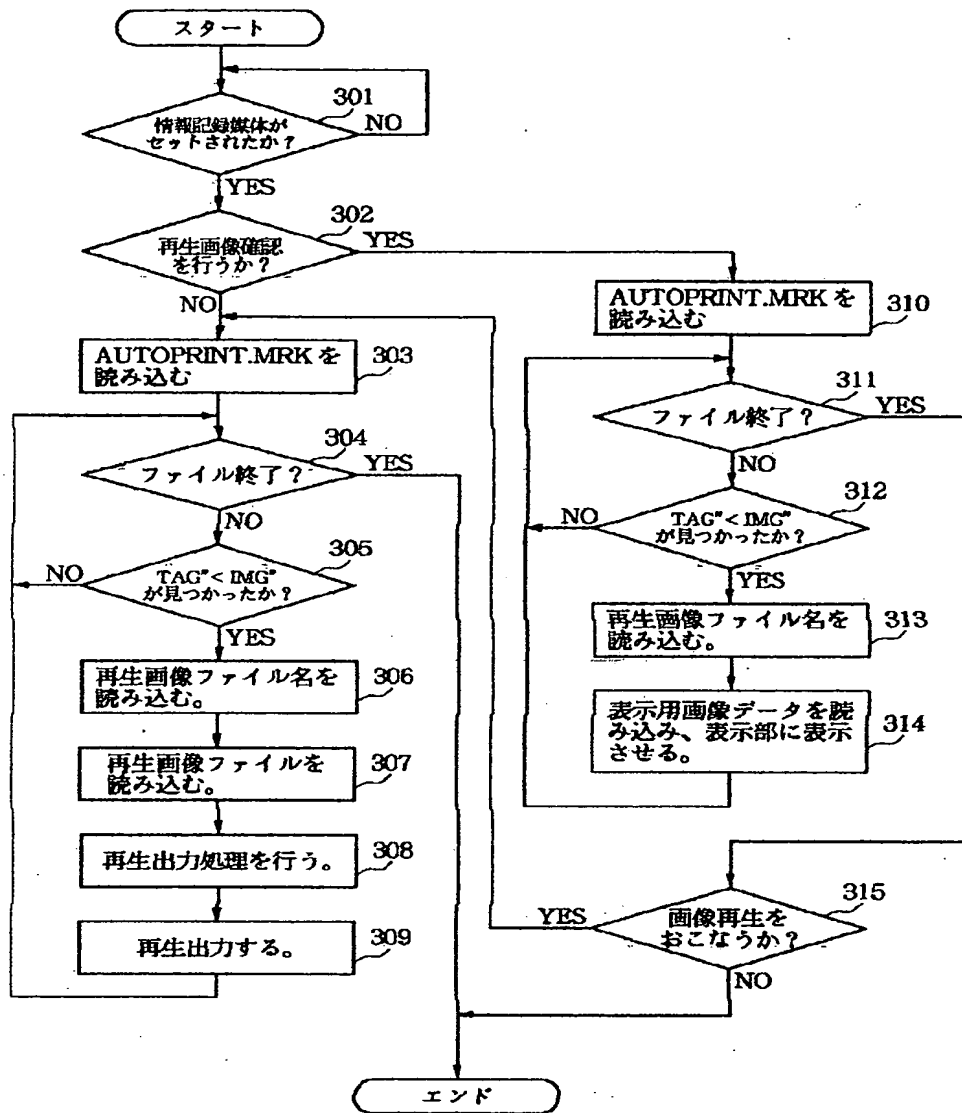 スタート
301
情報記録媒体が
セットされたか？
NO
YES
302
再生画像確認
を行うか？
YES
NO
AUTOPRINT.MRK を
読み込む
303
304
ファイル終了？
YES
NO
305
TAG"< IMG"
が見つかったか？
NO
YES
再生画像ファイル名を
読み込む。
306
再生画像ファイルを
読み込む。
307
再生出力処理を行う。
308
再生出力する。
309
AUTOPRINT.MRK を
読み込む
310
311
ファイル終了？
YES
NO
312
TAG"< IMG"
が見つかったか？
NO
YES
再生画像ファイル名を
読み込む。
313
表示用画像データを読
み込み、表示部に表示
させる。
314
315
画像再生を
おこなうか？
YES
NO
エンド